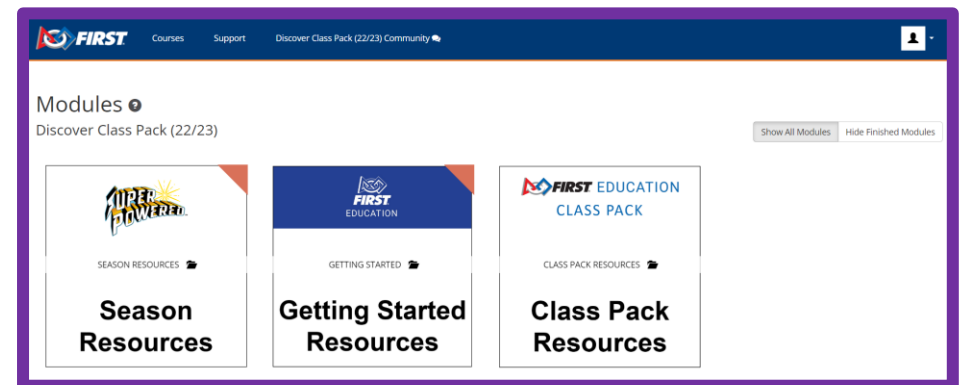 FIRST. Courses Support Discover Class Pack (22/23) Community
Modules
Discover Class Pack (22/23)
Show All Modules Hide Finished Modules
SUPER POWERED.
SEASON RESOURCES
Season
Resources
FIRST
EDUCATION
GETTING STARTED
Getting Started
Resources
FIRST EDUCATION
CLASS PACK
CLASS PACK RESOURCES
Class Pack
Resources